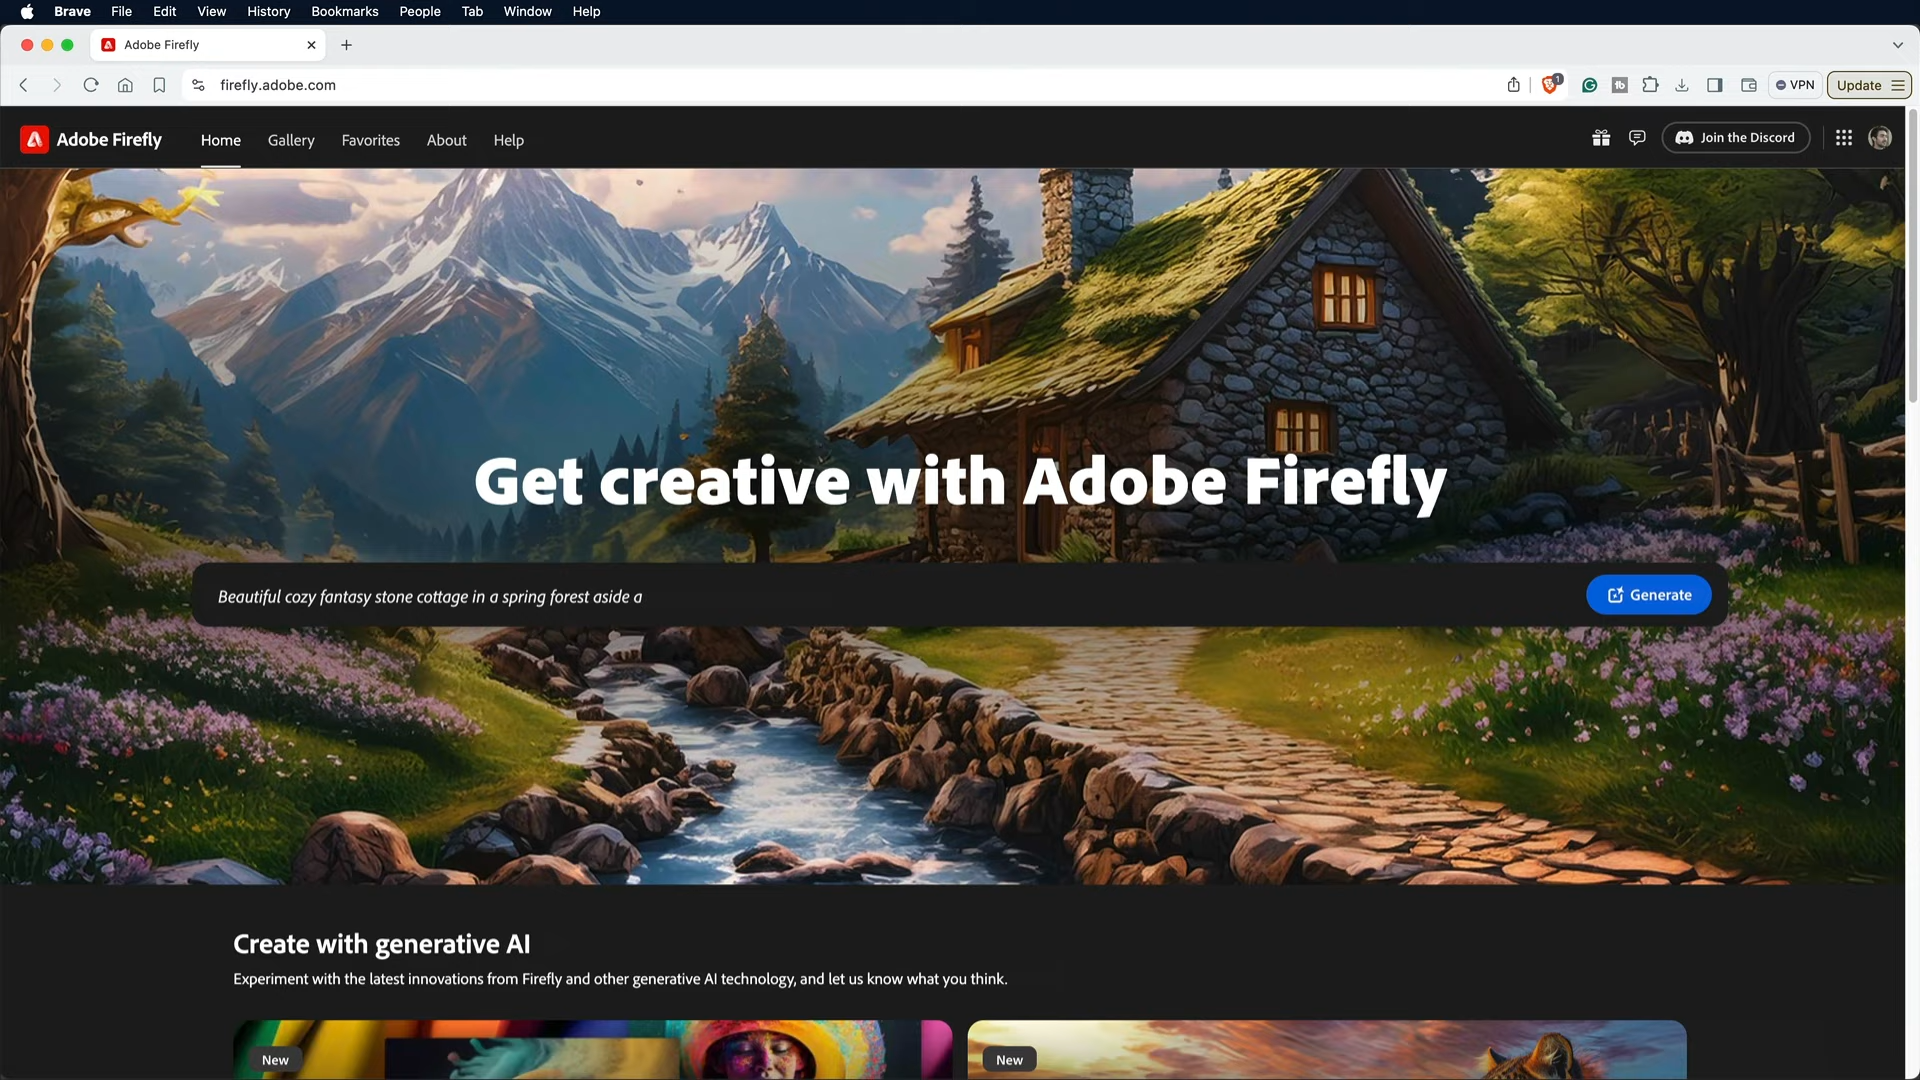 Brave File Edit View History Bookmarks People Tab Window Help
Adobe Firefly
firefly.adobe.com
1
VPN
Update
Adobe Firefly
Home
Gallery
Favorites
About
Help
Join the Discord
Get creative with Adobe Firefly
Beautiful cozy fantasy stone cottage in a spring forest aside a
Generate
Create with generative AI
Experiment with the latest innovations from Firefly and other generative AI technology, and let us know what you think.
New
New